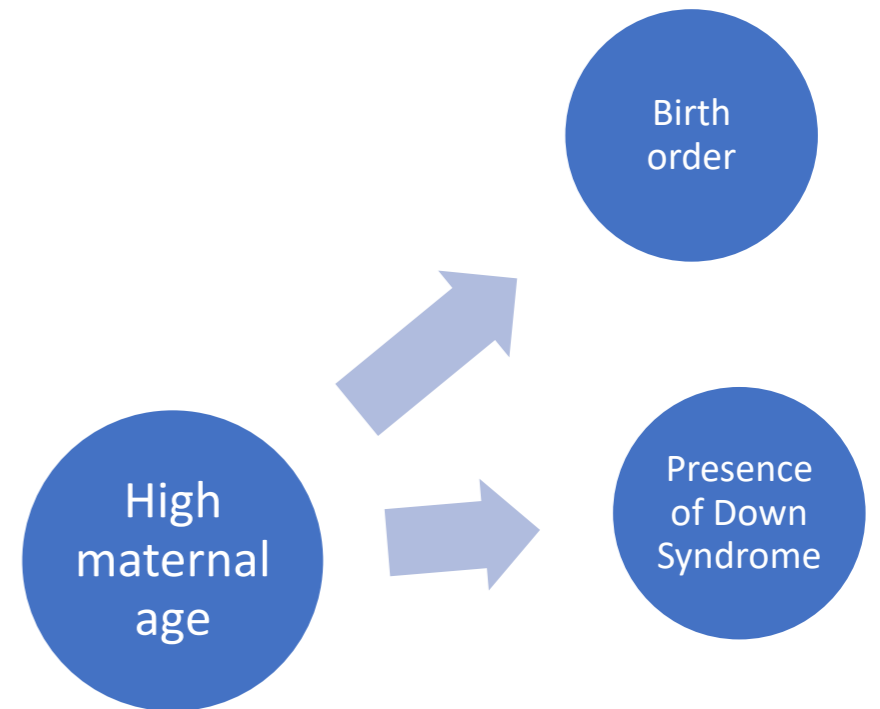 Birth
order
High
maternal
age
Presence
of Down
Syndrome